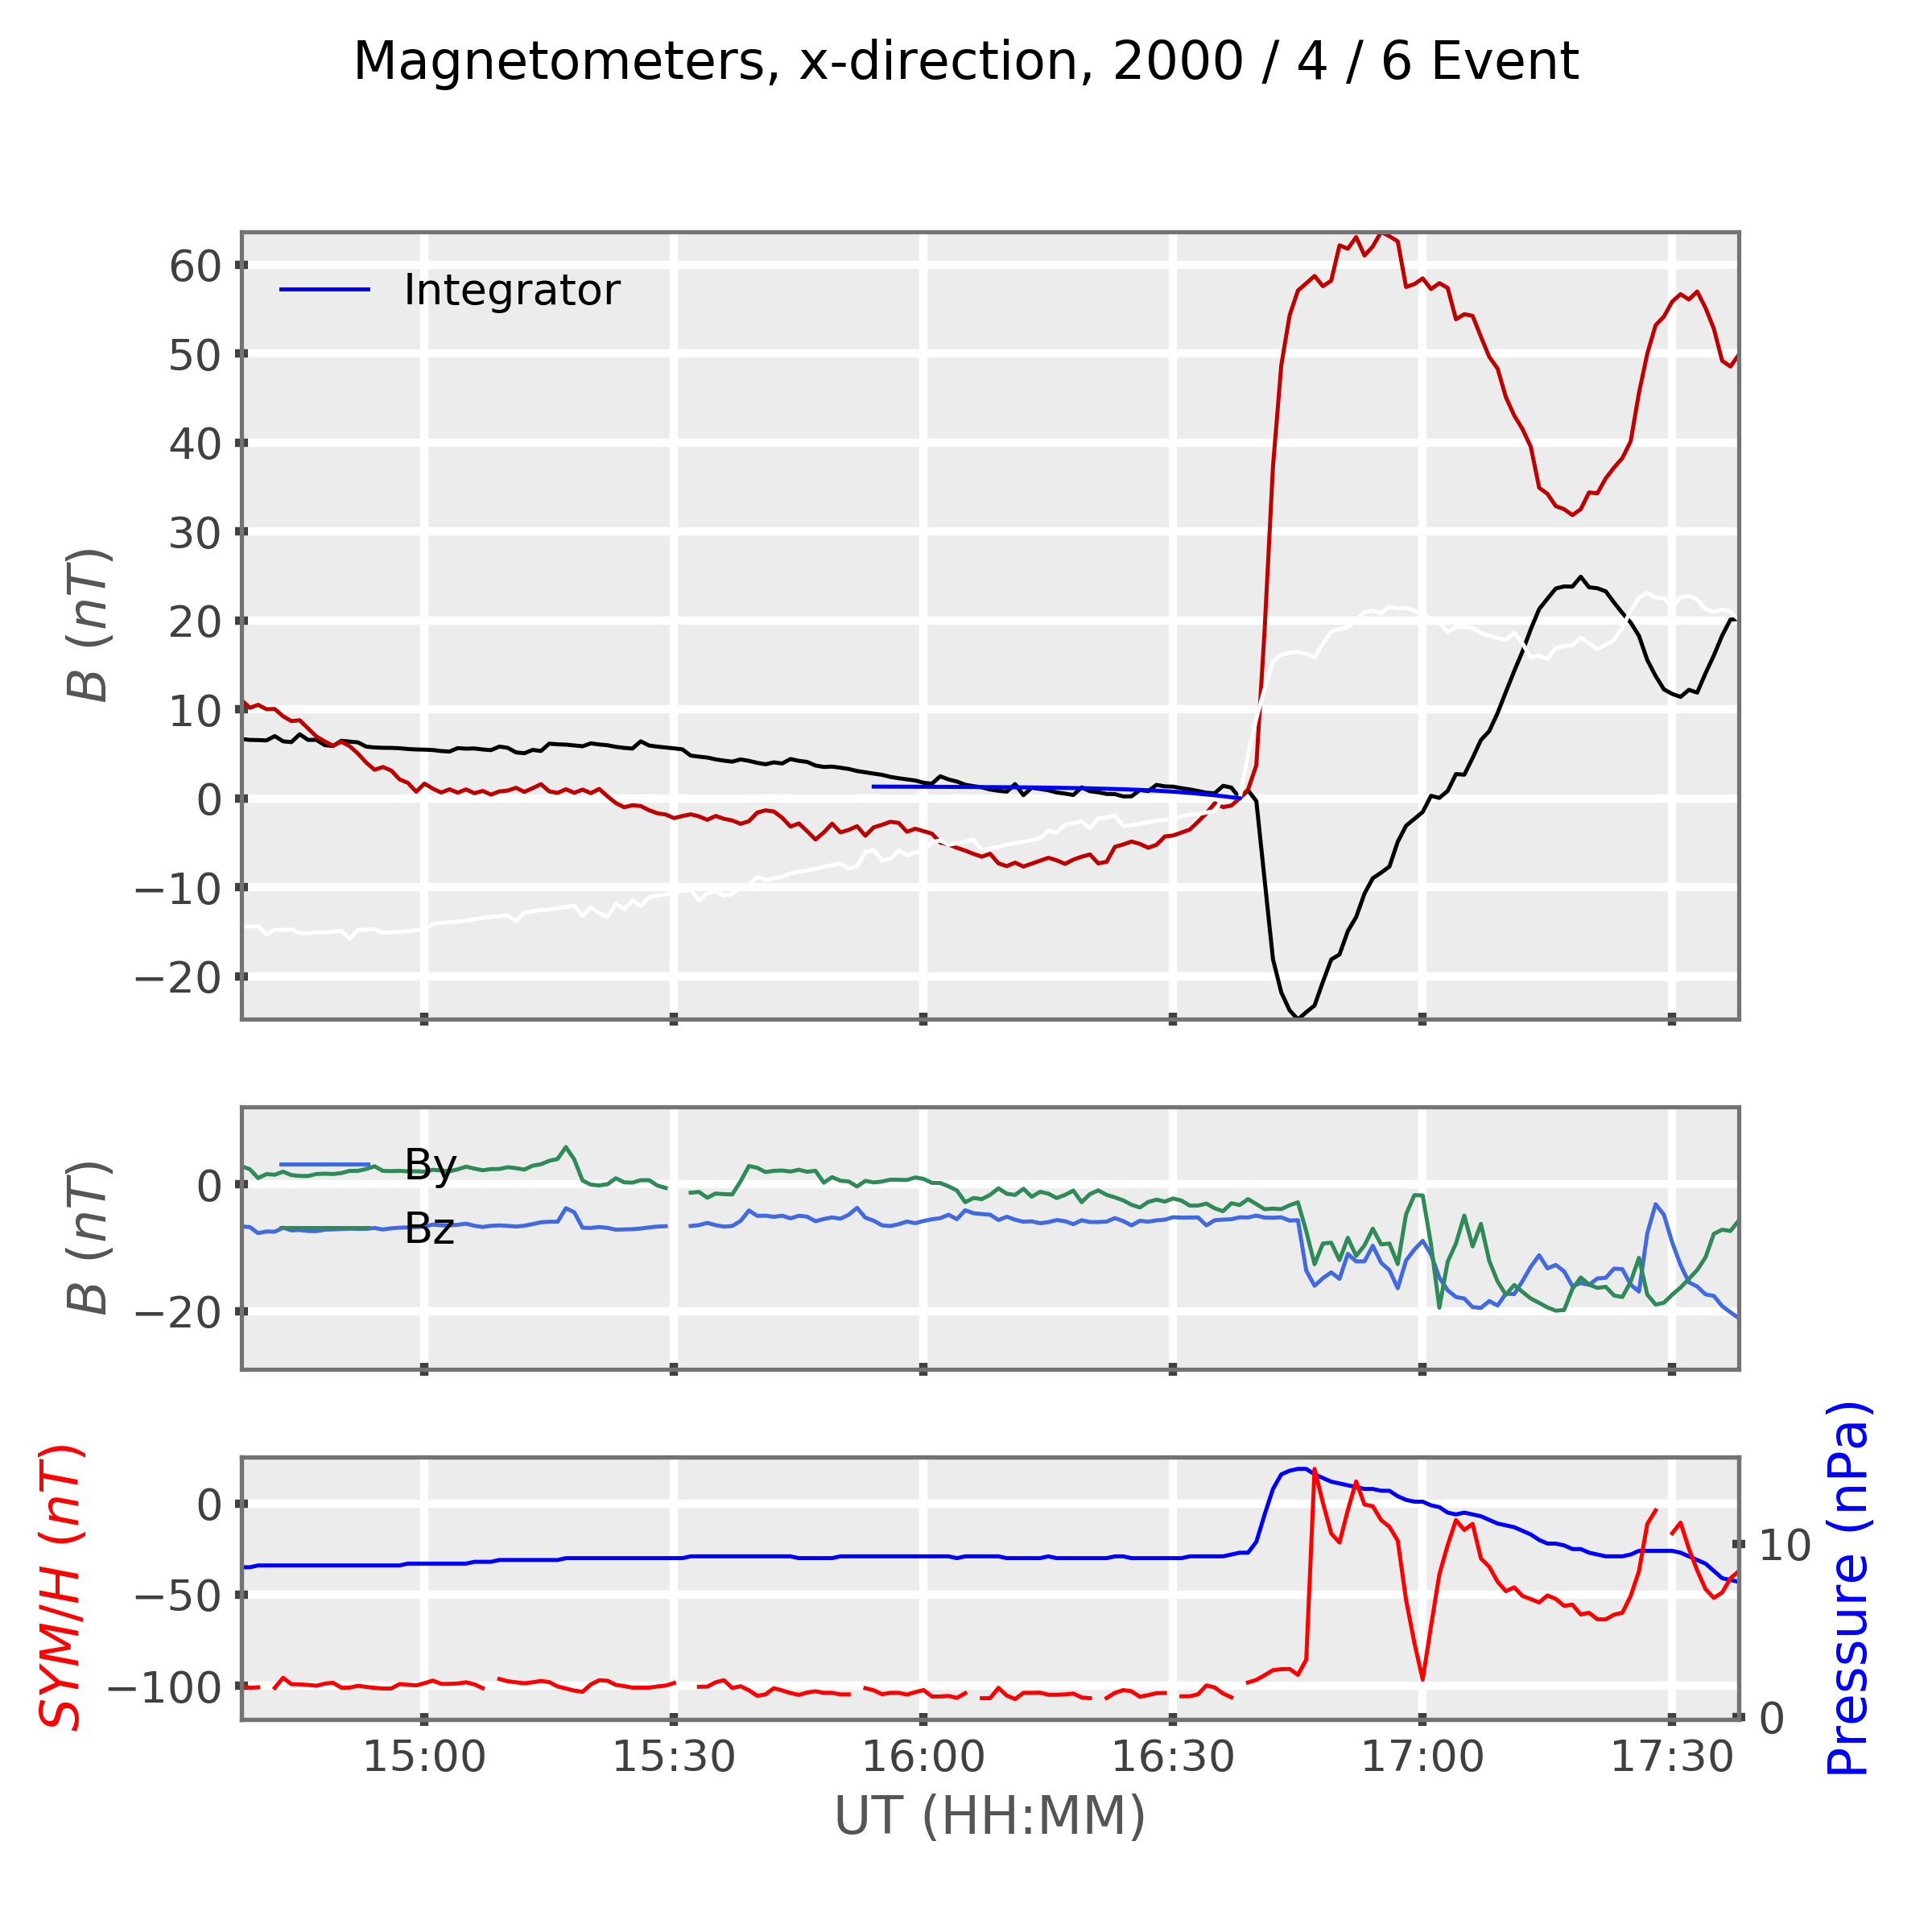 Magnetometers, x-direction, 2000 / 4 / 6 Event
60
50
40
30
20
10
0
−10
−20
B (nT)
Integrator
0
−20
B (nT)
By
Bz
0
−50
−100
SYM/H (nT)
10
0
Pressure (nPa)
15:00 15:30 16:00 16:30 17:00 17:30
UT (HH:MM)